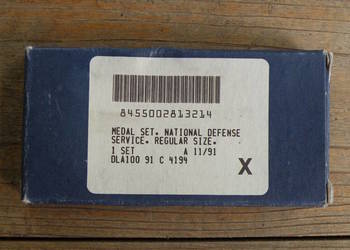 8455002813214
MEDAL SET. NATIONAL DEFENSE
SERVICE. REGULAR SIZE.
1 SET A 11/91
DLA100 91 C 4194
X